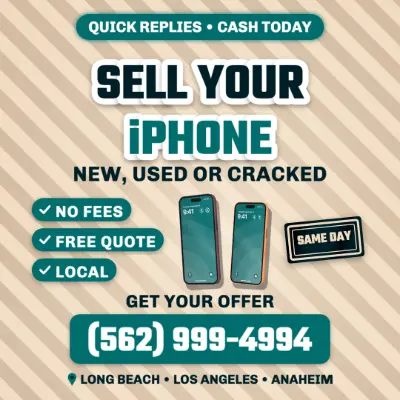 QUICK REPLIES • CASH TODAY
SELL YOUR
iPHONE
NEW, USED OR CRACKED
NO FEES
FREE QUOTE
LOCAL
9:41
9:41
SAME DAY
GET YOUR OFFER
(562) 999-4994
LONG BEACH • LOS ANGELES • ANAHEIM